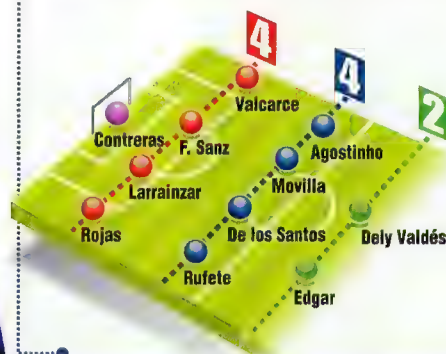 4
4
2
Valcarce
Contreras
F. Sanz
Agostinho
Larrainzar
Movilla
Rojas
De los Santos
Dely Valdés
Rufete
Edgar